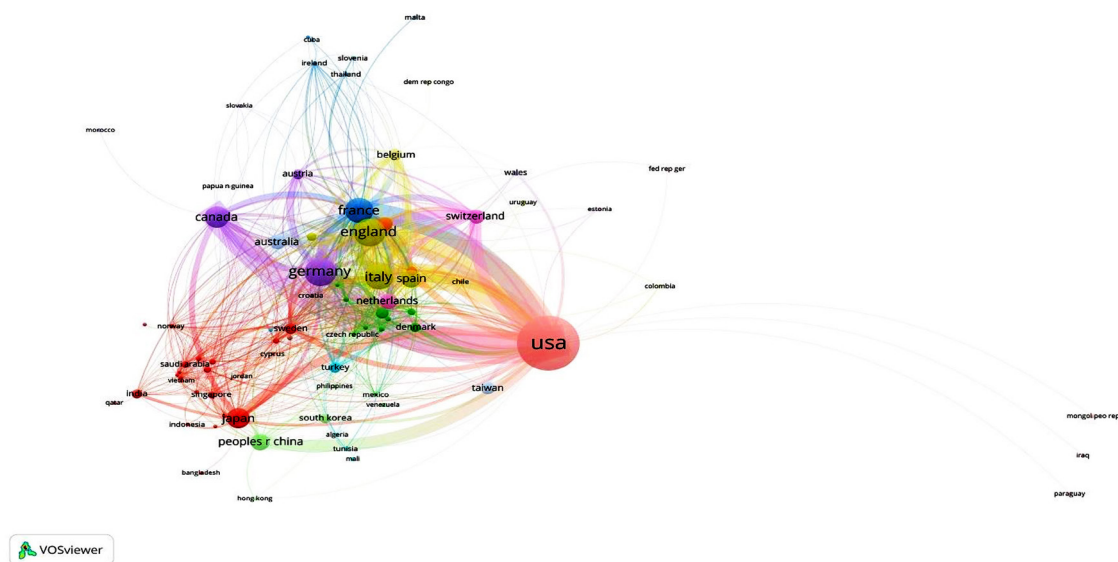 malta
cuba
slovenia
ireland
thailand
dem rep congo
slovakia
morocco
belgium
fed rep ger
austria
wales
papua n guinea
uruguay
france
estonia
canada
switzerland
england
australia
germany
italy
spain
chile
colombia
croatia
netherlands
norway
sweden
denmark
czech republic
usa
cyprus
saudi arabia
turkey
vietnam
jordan
philippines
taiwan
india
singapore
mexico
qatar
venezuela
japan
south korea
mongol peo rep
indonesia
algeria
peoples r china
tunisia
iraq
mali
bangladesh
paraguay
hong kong
VOSviewer